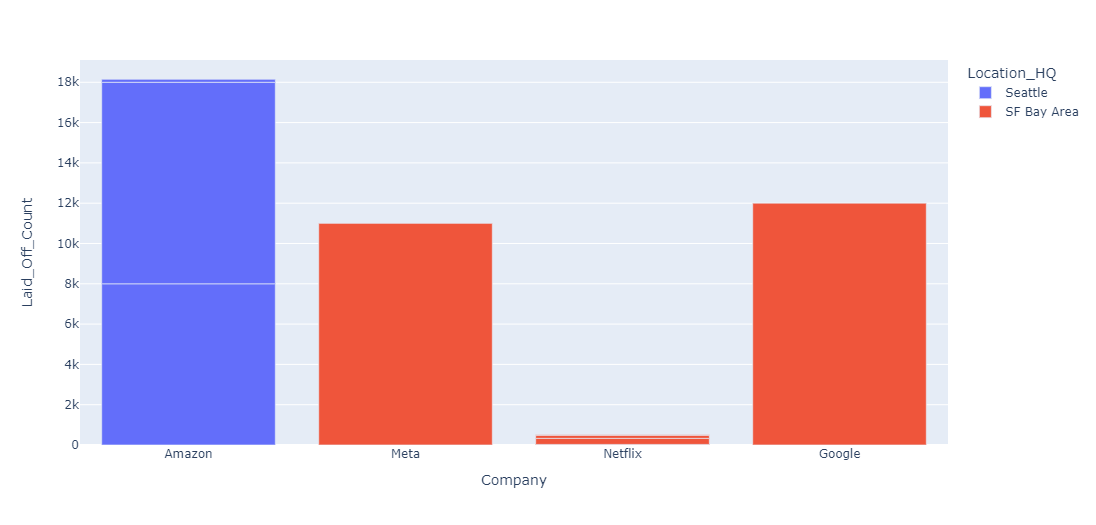 Location_HQ
Seattle
SF Bay Area
Laid_Off_Count
18k
16k
14k
12k
10k
8k
6k
4k
2k
0
Amazon Meta Netflix Google
Company